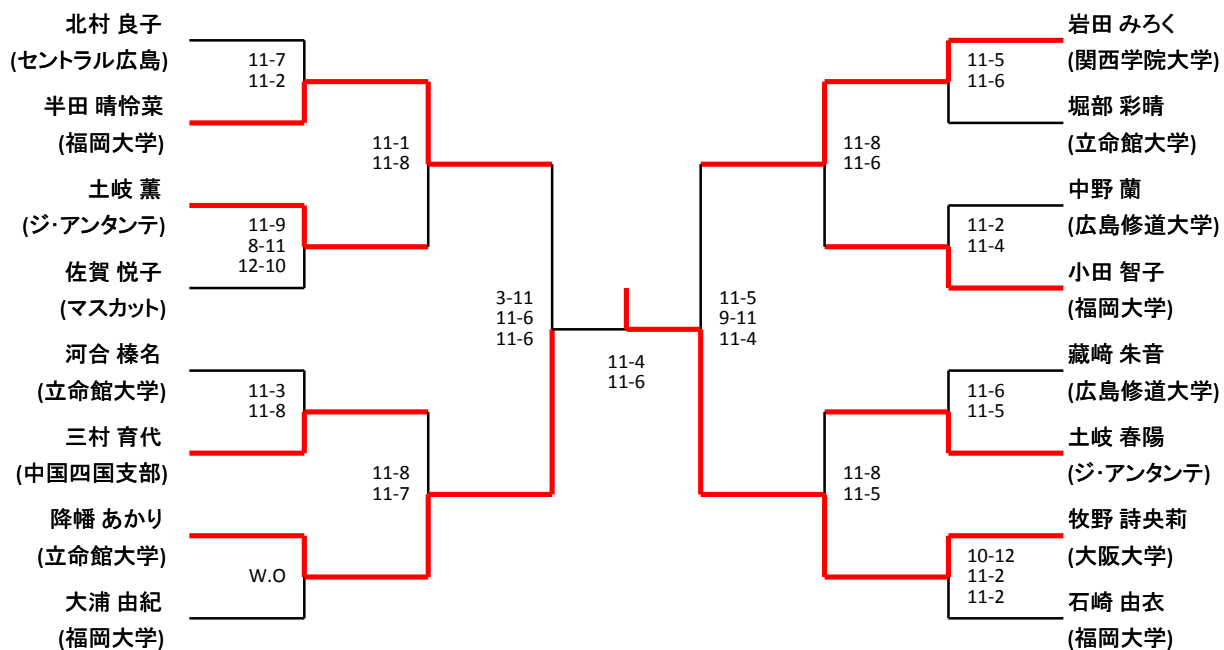 北村 良子
(セントラル広島)
半田 晴怜菜
(福岡大学)
土岐 薫
(ジ・アンタンテ)
佐賀 悦子
(マスカット)
河合 榛名
(立命館大学)
三村 育代
(中国四国支部)
降幡 あかり
(立命館大学)
大浦 由紀
(福岡大学)
11-7
11-2
11-9
8-11
12-10
11-3
11-8
W.O
11-1
11-8
11-8
11-7
3-11
11-6
11-6
11-4
11-6
11-5
9-11
11-4
11-8
11-6
11-8
11-5
11-5
11-6
11-2
11-4
11-6
11-5
10-12
11-2
11-2
岩田 みろく
(関西学院大学)
堀部 彩晴
(立命館大学)
中野 蘭
(広島修道大学)
小田 智子
(福岡大学)
藏﨑 朱音
(広島修道大学)
土岐 春陽
(ジ・アンタンテ)
牧野 詩央莉
(大阪大学)
石崎 由衣
(福岡大学)